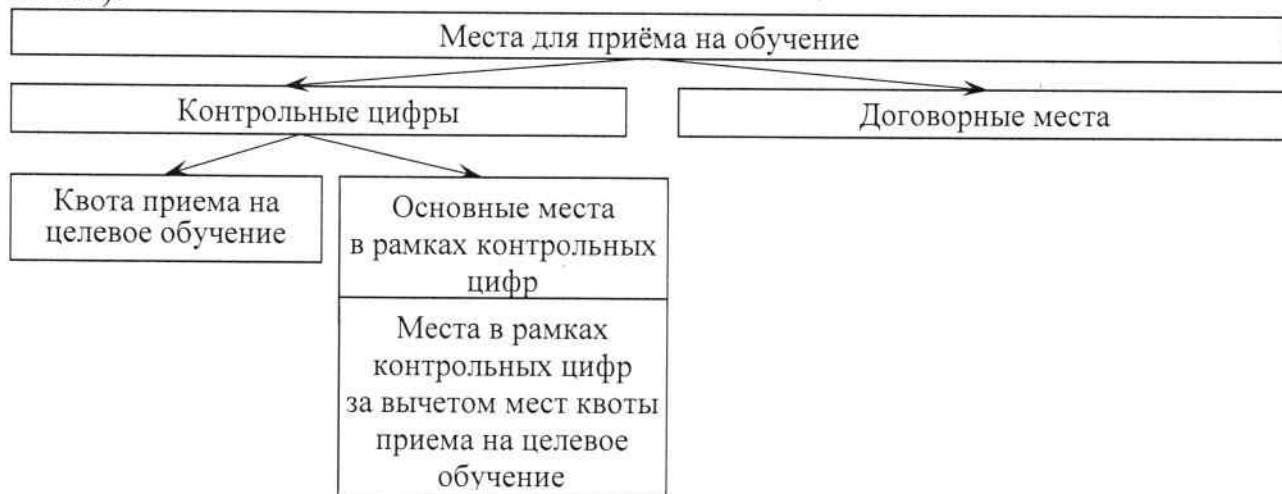 Места для приёма на обучение
Контрольные цифры
Договорные места
Квота приема на
целевое обучение
Основные места
в рамках контрольных
цифр
Места в рамках
контрольных цифр
за вычетом мест квоты
приема на целевое
обучение